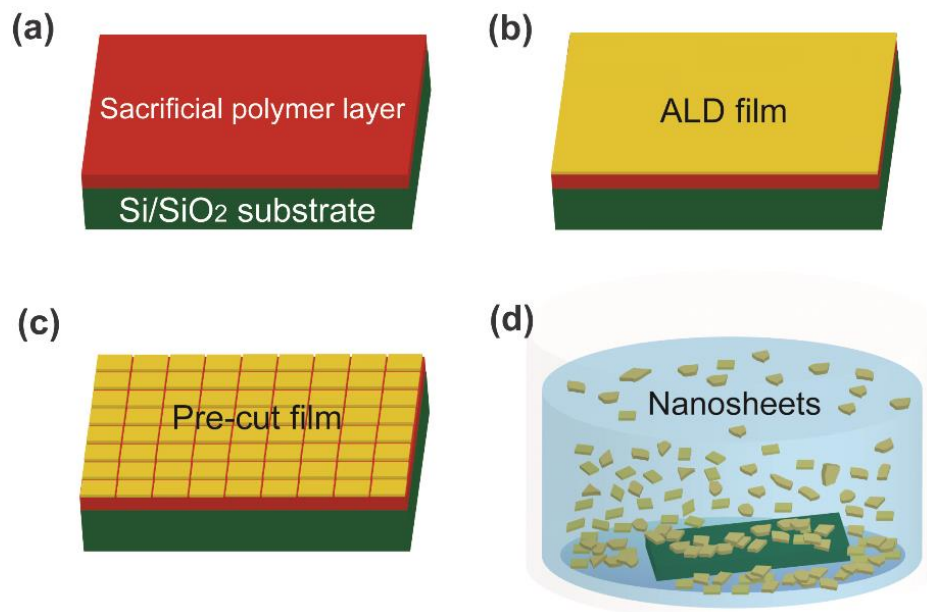 (a)
Sacrificial polymer layer
Si/SiO₂ substrate
(b)
ALD film
(c)
Pre-cut film
(d)
Nanosheets